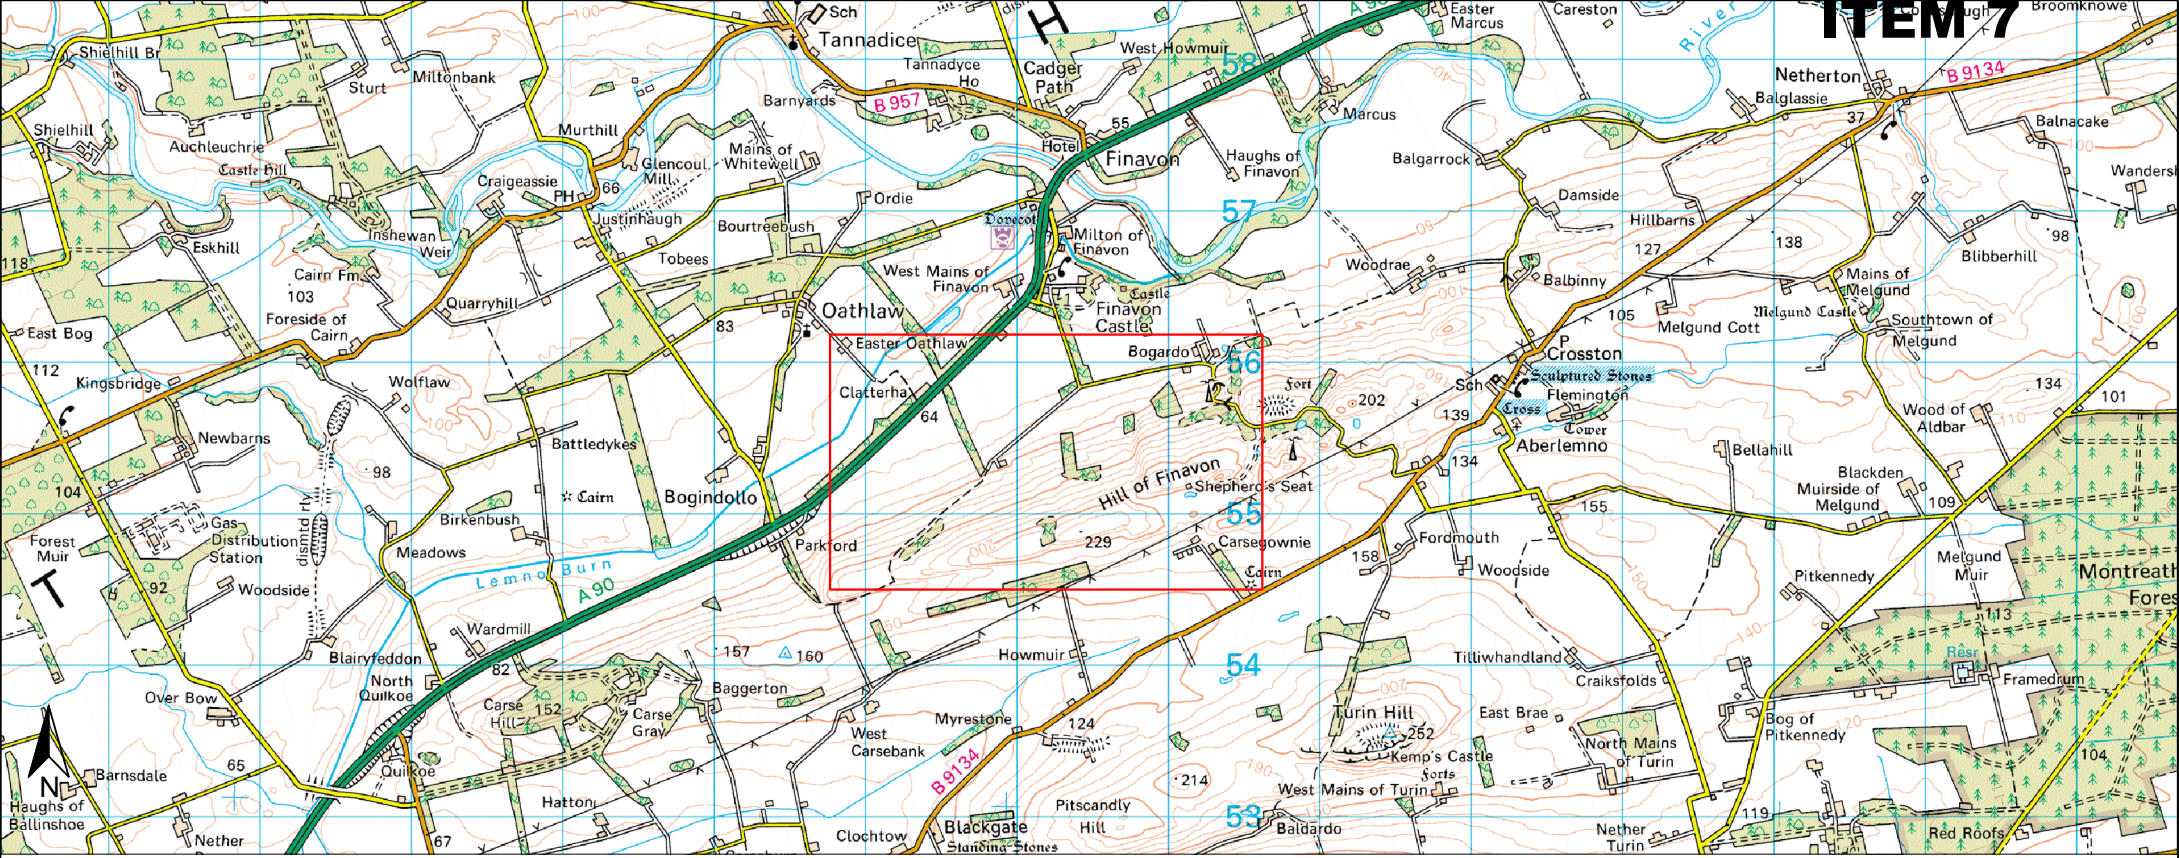 Sch
Tannadice
Easter
Marcus
Careston
ITEM 7
River
Broomknowe
Shielhill Br
Sturt
Miltonbank
Tannadyce
Ho
Cadger
Path
West Howmuir
58
A 90
Netherton
B 9134
Balglassie
Barnyards
B 957
55
Marcus
37
Shielhill
Auchleuchrie
Castle Hill
Murthill
Glencoul
Mill
Mains of
Whitewell
Hotel
Finavon
Haughs of
Finavon
Balgarrock
Balnacake
100
Craigeassie
PH
66
Justinhaugh
Ordie
Damside
Hillbarns
Inshewan
Weir
Bourtreebush
Dovecot
57
Milton of
Finavon
127
138
98
118
Eskhill
Cairn Fm
103
Tobees
West Mains of
Finavon
Castle
Woodrae
Balbinny
Blibberhill
Mains of
Melgund
Quarryhill
Foreside of
Cairn
Oathlaw
83
Finavon
Castle
105
Melgund Cott
Melgund Castle
Southtown of
Melgund
East Bog
112
Kingsbridge
Wolflaw
Easter Oathlaw
Clatterha
64
Bogardo
56
Fort
202
P
Crosston
Sch
Sculptured Stones
Flemington
Cross
139
Tower
Aberlemno
134
101
Wood of
Aldbar
Newbarns
98
Battledykes
Cairn
Bogindollo
Hill of Finavon
Shepherd's Seat
134
Bellahill
Blackden
Muirside of
Melgund
109
104
Birkenbush
Gas
Distribution
Station
Forest
Muir
dismtd rly
Meadows
Parkford
229
55
Carsegownie
Cairn
155
158
Fordmouth
Woodside
Melgund
Muir
Montreath
Fores
Pitkennedy
T
92
Woodside
Lemno Burn
A 90
Wardmill
82
157
160
Howmuir
54
Tilliwhandland
Craiksfolds
113
Resr
Framedrum
Blairyfeddon
North
Quilkoe
Over Bow
Carse
Hill
152
Carse
Gray
Baggerton
Myrestone
124
Turin Hill
252
Kemp's Castle
Forts
East Brae
North Mains
of Turin
Bog of
Pitkennedy
120
104
N
Barnsdale
65
Quilkoe
West
Carsebank
B 9134
214
190
West Mains of Turin
Haughs of
Ballinshoe
Nether
67
Hatton
Clochtow
Blackgate
Standing Stones
Pitscandly
Hill
53
Baldardo
Nether
Turin
119
Red Roofs